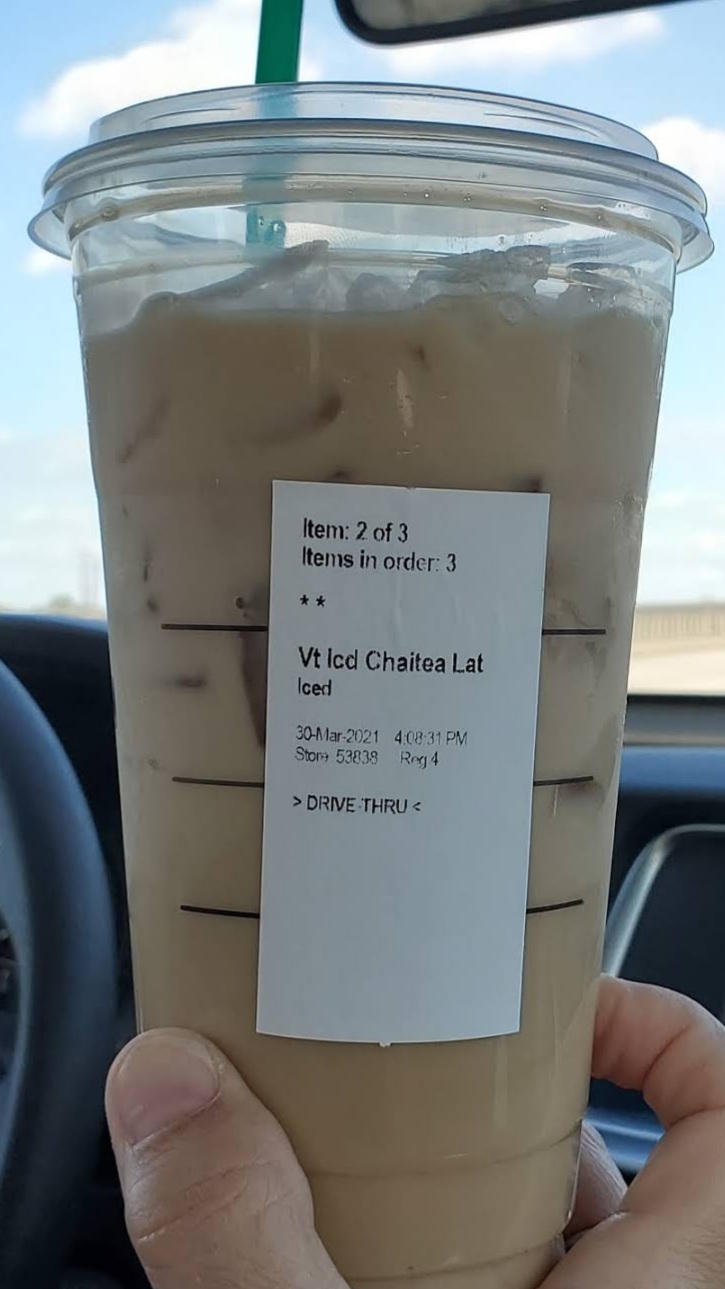 Item: 2 of 3
Items in order: 3
* *
Vt Icd Chaitea Lat
Iced
30-Mar-2021 4:08:31 PM
Store 53838 Reg 4
> DRIVE-THRU <